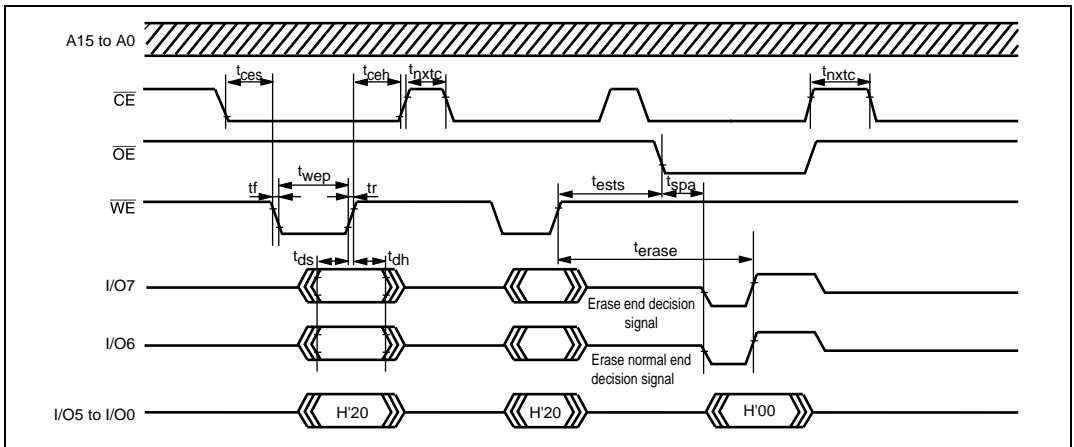 A15 to A0
tces
tceh
tnxtc
tnxtc
CE
OE
twep
tests
tspa
tf
tr
WE
terase
tds
tdh
I/O7
Erase end decision
signal
I/O6
Erase normal end
decision signal
I/O5 to I/O0
H'20
H'20
H'00